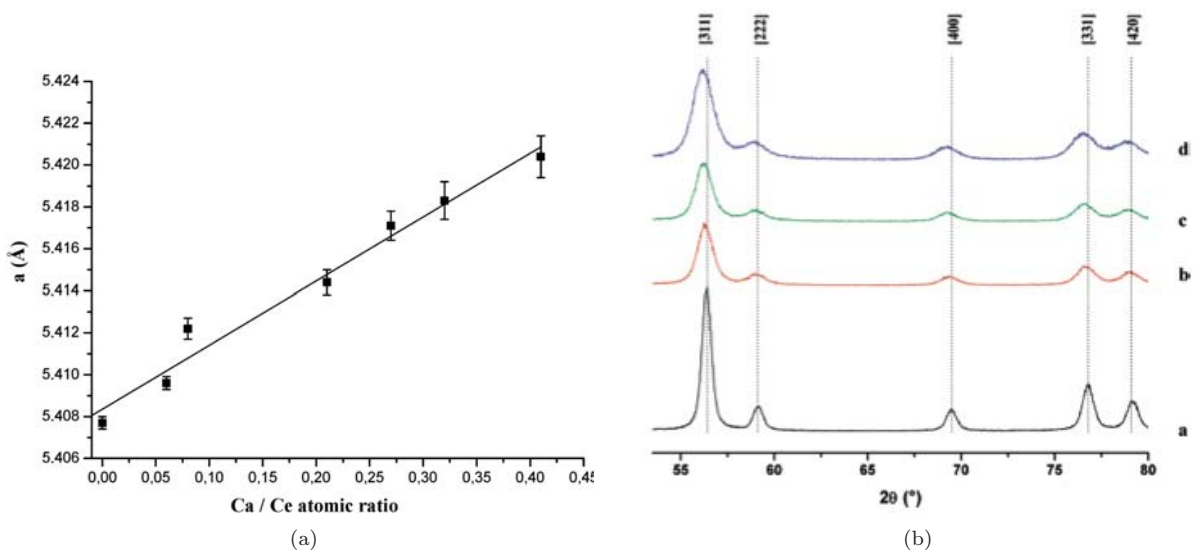 5,424
5,422
5,420
5,418
5,416
5,414
5,412
5,410
5,408
5,406
a (Å)
0,00 0,05 0,10 0,15 0,20 0,25 0,30 0,35 0,40 0,45
Ca / Ce atomic ratio
(a)
|311| |222| |400| |331| |420|
d
c
b
a
55 60 65 70 75 80
2θ (°)
(b)